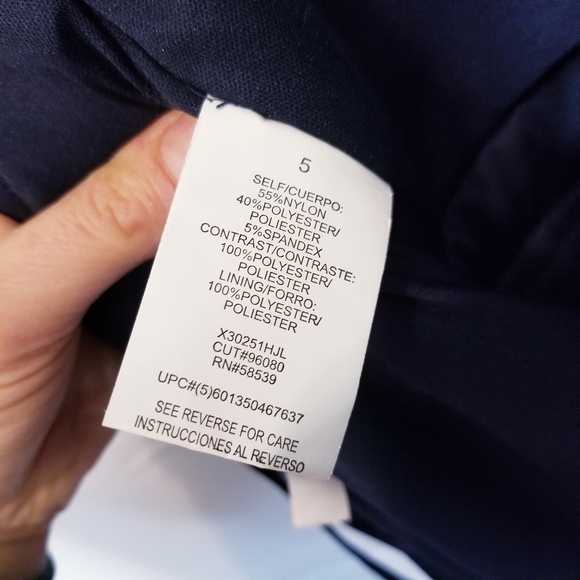 5
SELF/CUERPO:
55%NYLON
40%POLYESTER/
POLIESTER
5%SPANDEX
CONTRAST/CONTRASTE:
100%POLYESTER/
POLIESTER
LINING/FORRO:
100%POLYESTER/
POLIESTER
X30251HJL
CUT#96080
RN#58539
UPC#(5)601350467637
SEE REVERSE FOR CARE
INSTRUCCIONES AL REVERSO